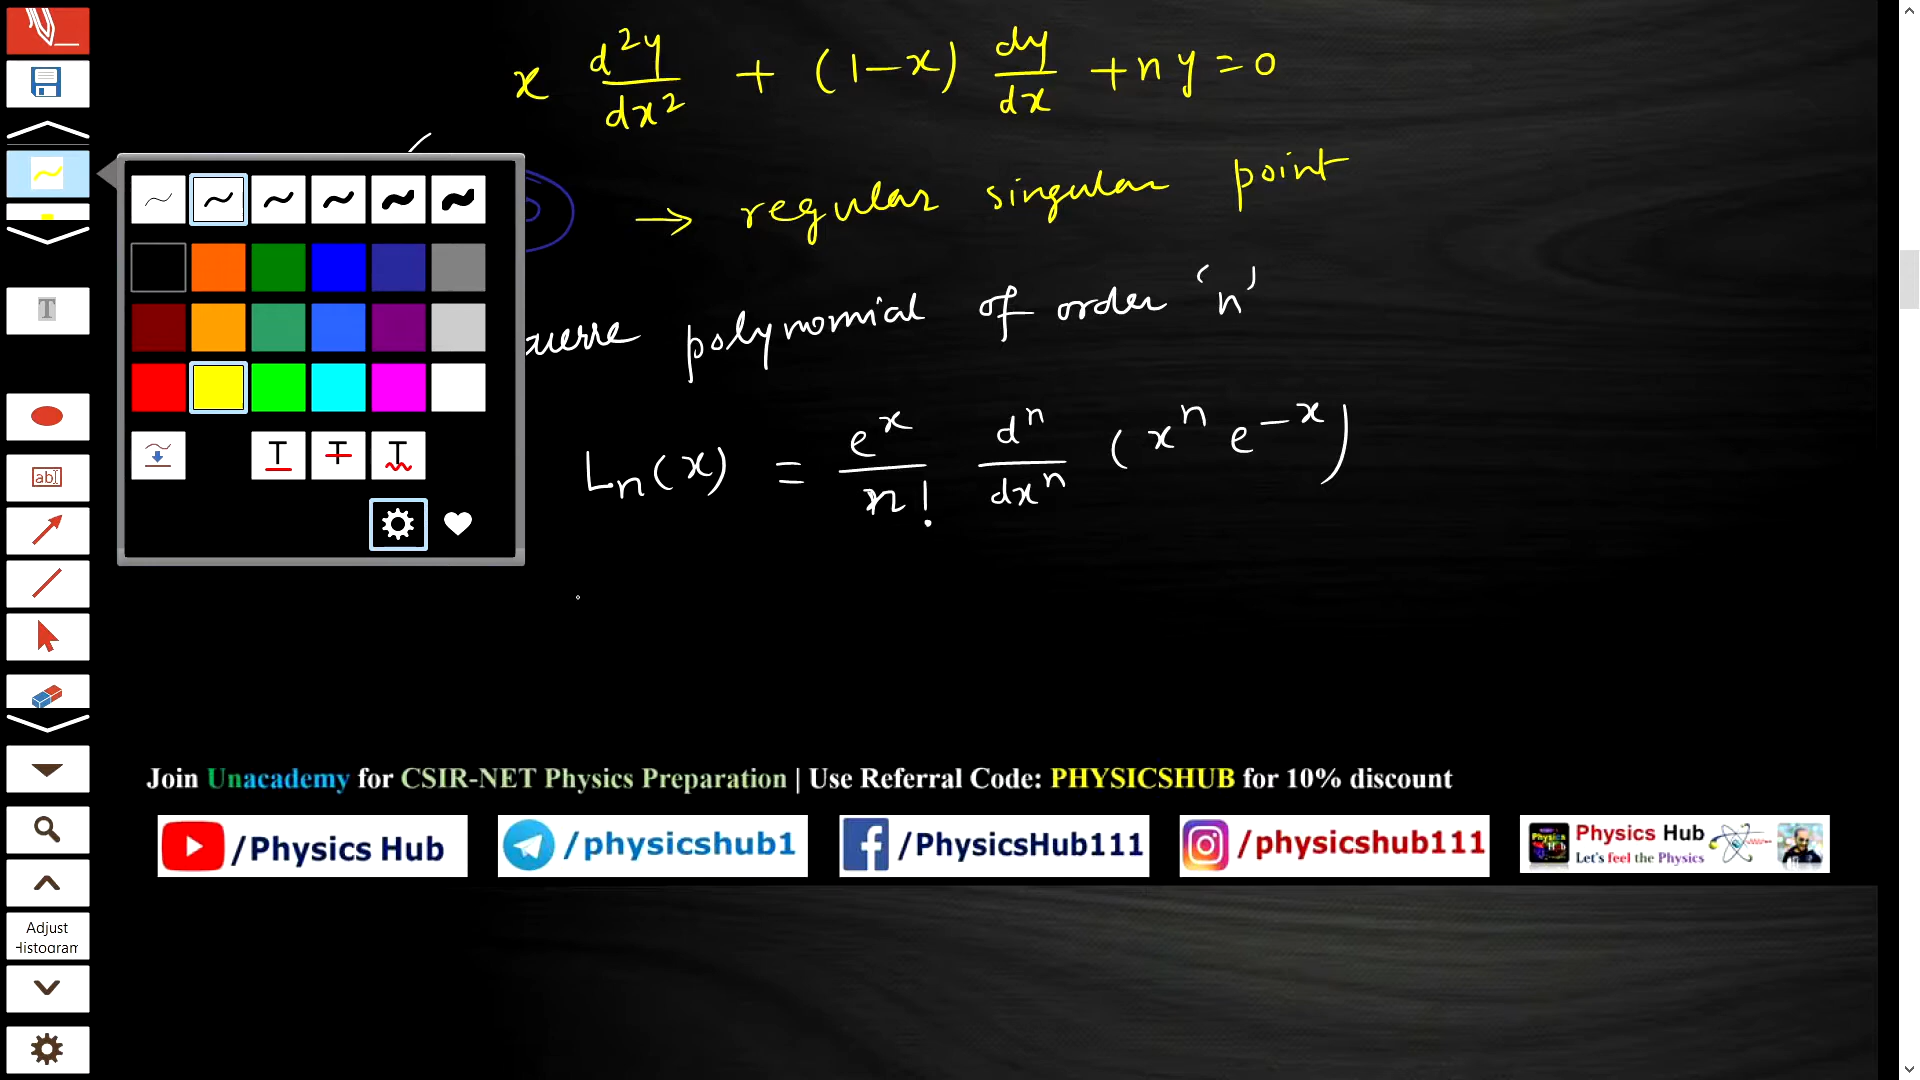 x d²y/dx² + (1-x) dy/dx + ny = 0
→ regular singular point
polynomial of order 'n'
Lₙ(x) = eˣ/n! dⁿ/dxⁿ (xⁿ e⁻ˣ)
T
ab
T T T
Join Unacademy for CSIR-NET Physics Preparation | Use Referral Code: PHYSICSHUB for 10% discount
/Physics Hub
/physicshub1
/PhysicsHub111
/physicshub111
Physics Hub
Let's feel the Physics
Adjust
Histogram